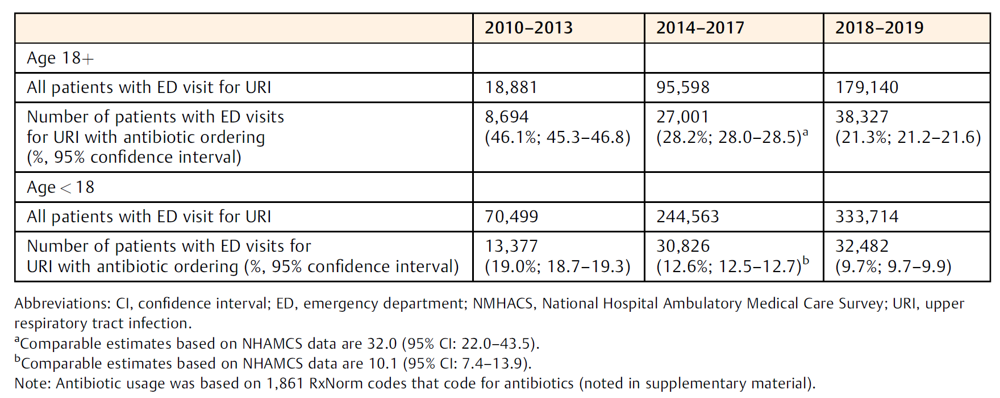 2010–2013 2014–2017 2018–2019
Age 18+
All patients with ED visit for URI 18,881 95,598 179,140
Number of patients with ED visits 8,694 27,001 38,327
for URI with antibiotic ordering (46.1%; 45.3–46.8) (28.2%; 28.0–28.5)a (21.3%; 21.2–21.6)
(%, 95% confidence interval)
Age < 18
All patients with ED visit for URI 70,499 244,563 333,714
Number of patients with ED visits for 13,377 30,826 32,482
URI with antibiotic ordering (%, 95% confidence interval) (19.0%; 18.7–19.3) (12.6%; 12.5–12.7)b (9.7%; 9.7–9.9)
Abbreviations: CI, confidence interval; ED, emergency department; NMHACS, National Hospital Ambulatory Medical Care Survey; URI, upper
respiratory tract infection.
aComparable estimates based on NHAMCS data are 32.0 (95% CI: 22.0–43.5).
bComparable estimates based on NHAMCS data are 10.1 (95% CI: 7.4–13.9).
Note: Antibiotic usage was based on 1,861 RxNorm codes that code for antibiotics (noted in supplementary material).